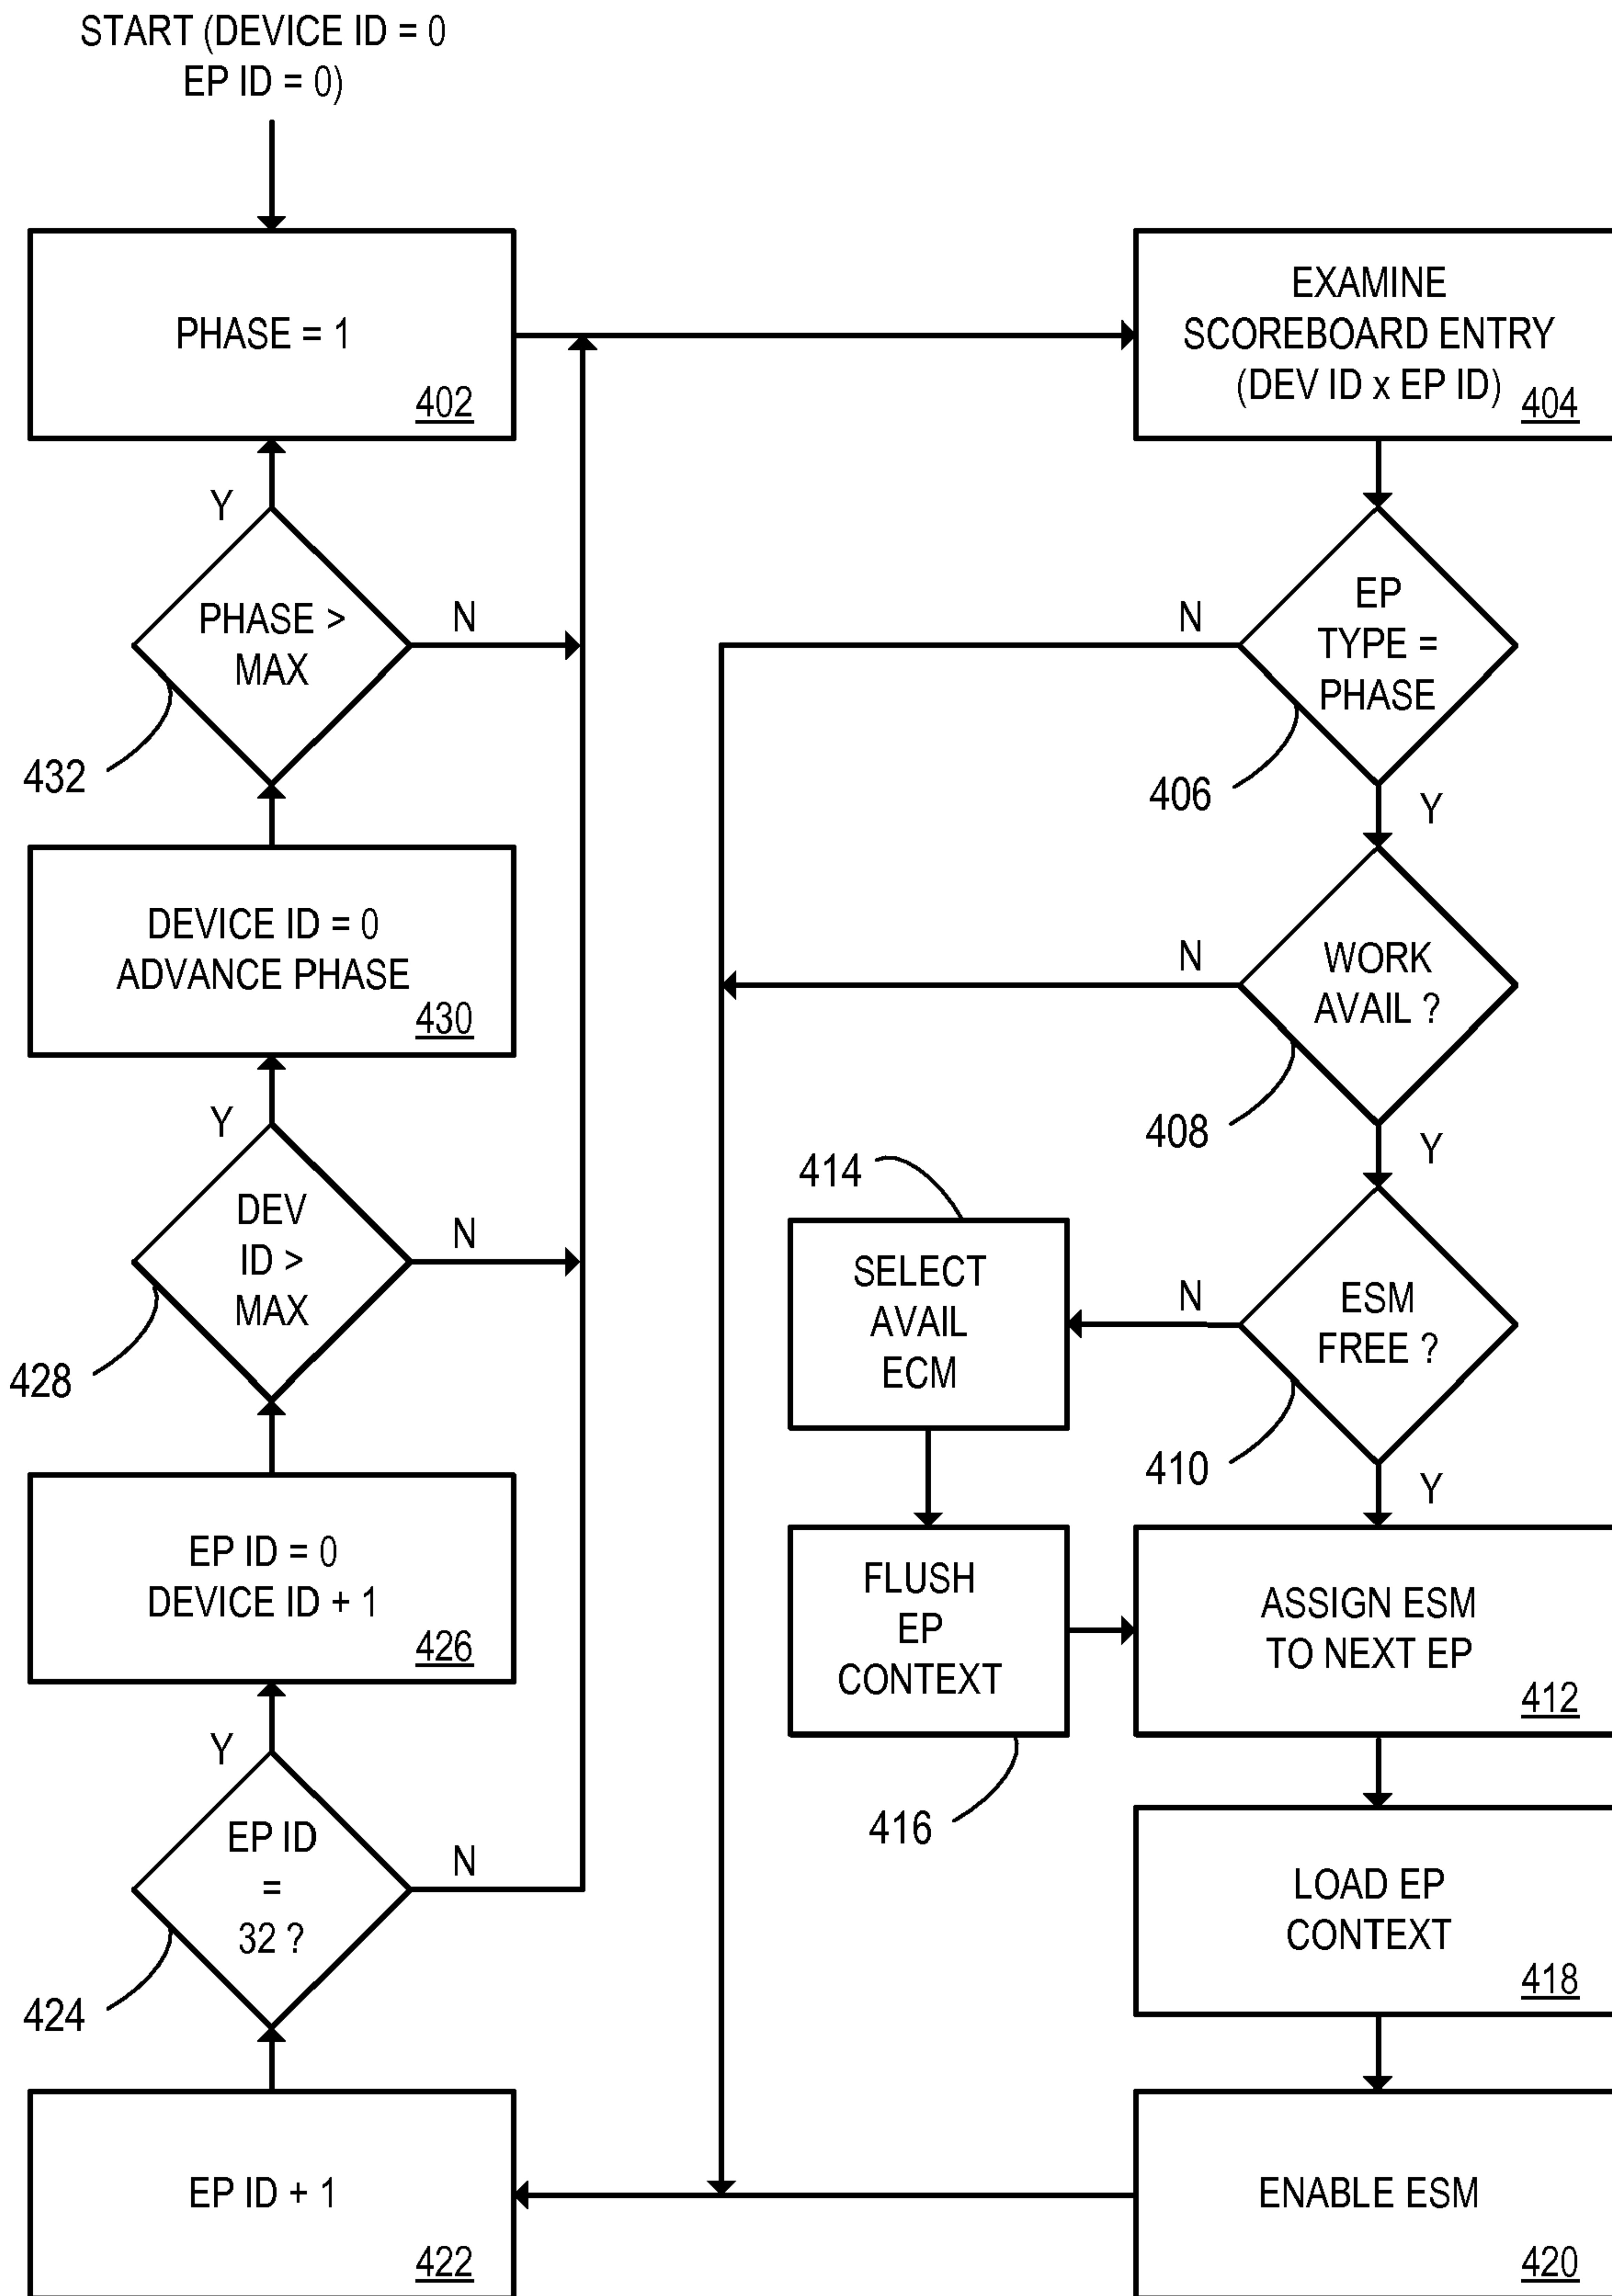 START (DEVICE ID = 0
EP ID = 0)
PHASE = 1
402
EXAMINE
SCOREBOARD ENTRY
(DEV ID x EP ID)
404
Y
PHASE >
MAX
N
432
N
EP
TYPE =
PHASE
406
Y
DEVICE ID = 0
ADVANCE PHASE
430
N
WORK
AVAIL ?
408
Y
Y
DEV
ID >
MAX
N
428
414
SELECT
AVAIL
ECM
N
ESM
FREE ?
410
Y
EP ID = 0
DEVICE ID + 1
426
FLUSH
EP
CONTEXT
416
ASSIGN ESM
TO NEXT EP
412
Y
EP ID
=
32 ?
N
424
LOAD EP
CONTEXT
418
EP ID + 1
422
ENABLE ESM
420